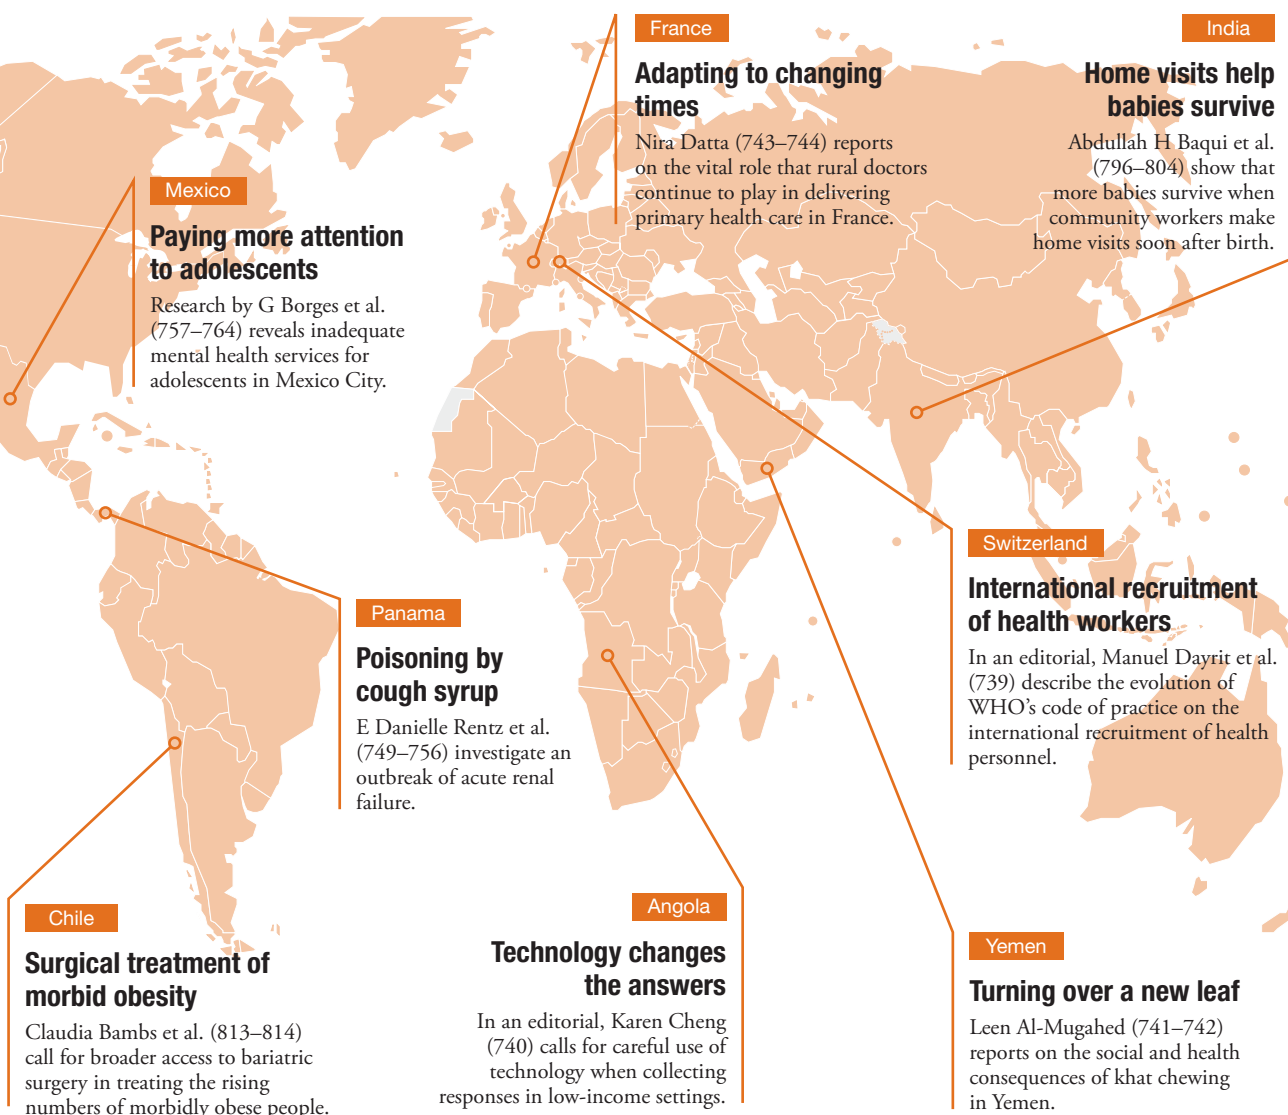 France
Adapting to changing
times
Nira Datta (743–744) reports
on the vital role that rural doctors
continue to play in delivering
primary health care in France.
India
Home visits help
babies survive
Abdullah H Baqui et al.
(796–804) show that
more babies survive when
community workers make
home visits soon after birth.
Mexico
Paying more attention
to adolescents
Research by G Borges et al.
(757–764) reveals inadequate
mental health services for
adolescents in Mexico City.
Switzerland
International recruitment
of health workers
In an editorial, Manuel Dayrit et al.
(739) describe the evolution of
WHO’s code of practice on the
international recruitment of health
personnel.
Panama
Poisoning by
cough syrup
E Danielle Rentz et al.
(749–756) investigate an
outbreak of acute renal
failure.
Chile
Surgical treatment of
morbid obesity
Claudia Bambs et al. (813–814)
call for broader access to bariatric
surgery in treating the rising
numbers of morbidly obese people.
Angola
Technology changes
the answers
In an editorial, Karen Cheng
(740) calls for careful use of
technology when collecting
responses in low-income settings.
Yemen
Turning over a new leaf
Leen Al-Mugahed (741–742)
reports on the social and health
consequences of khat chewing
in Yemen.